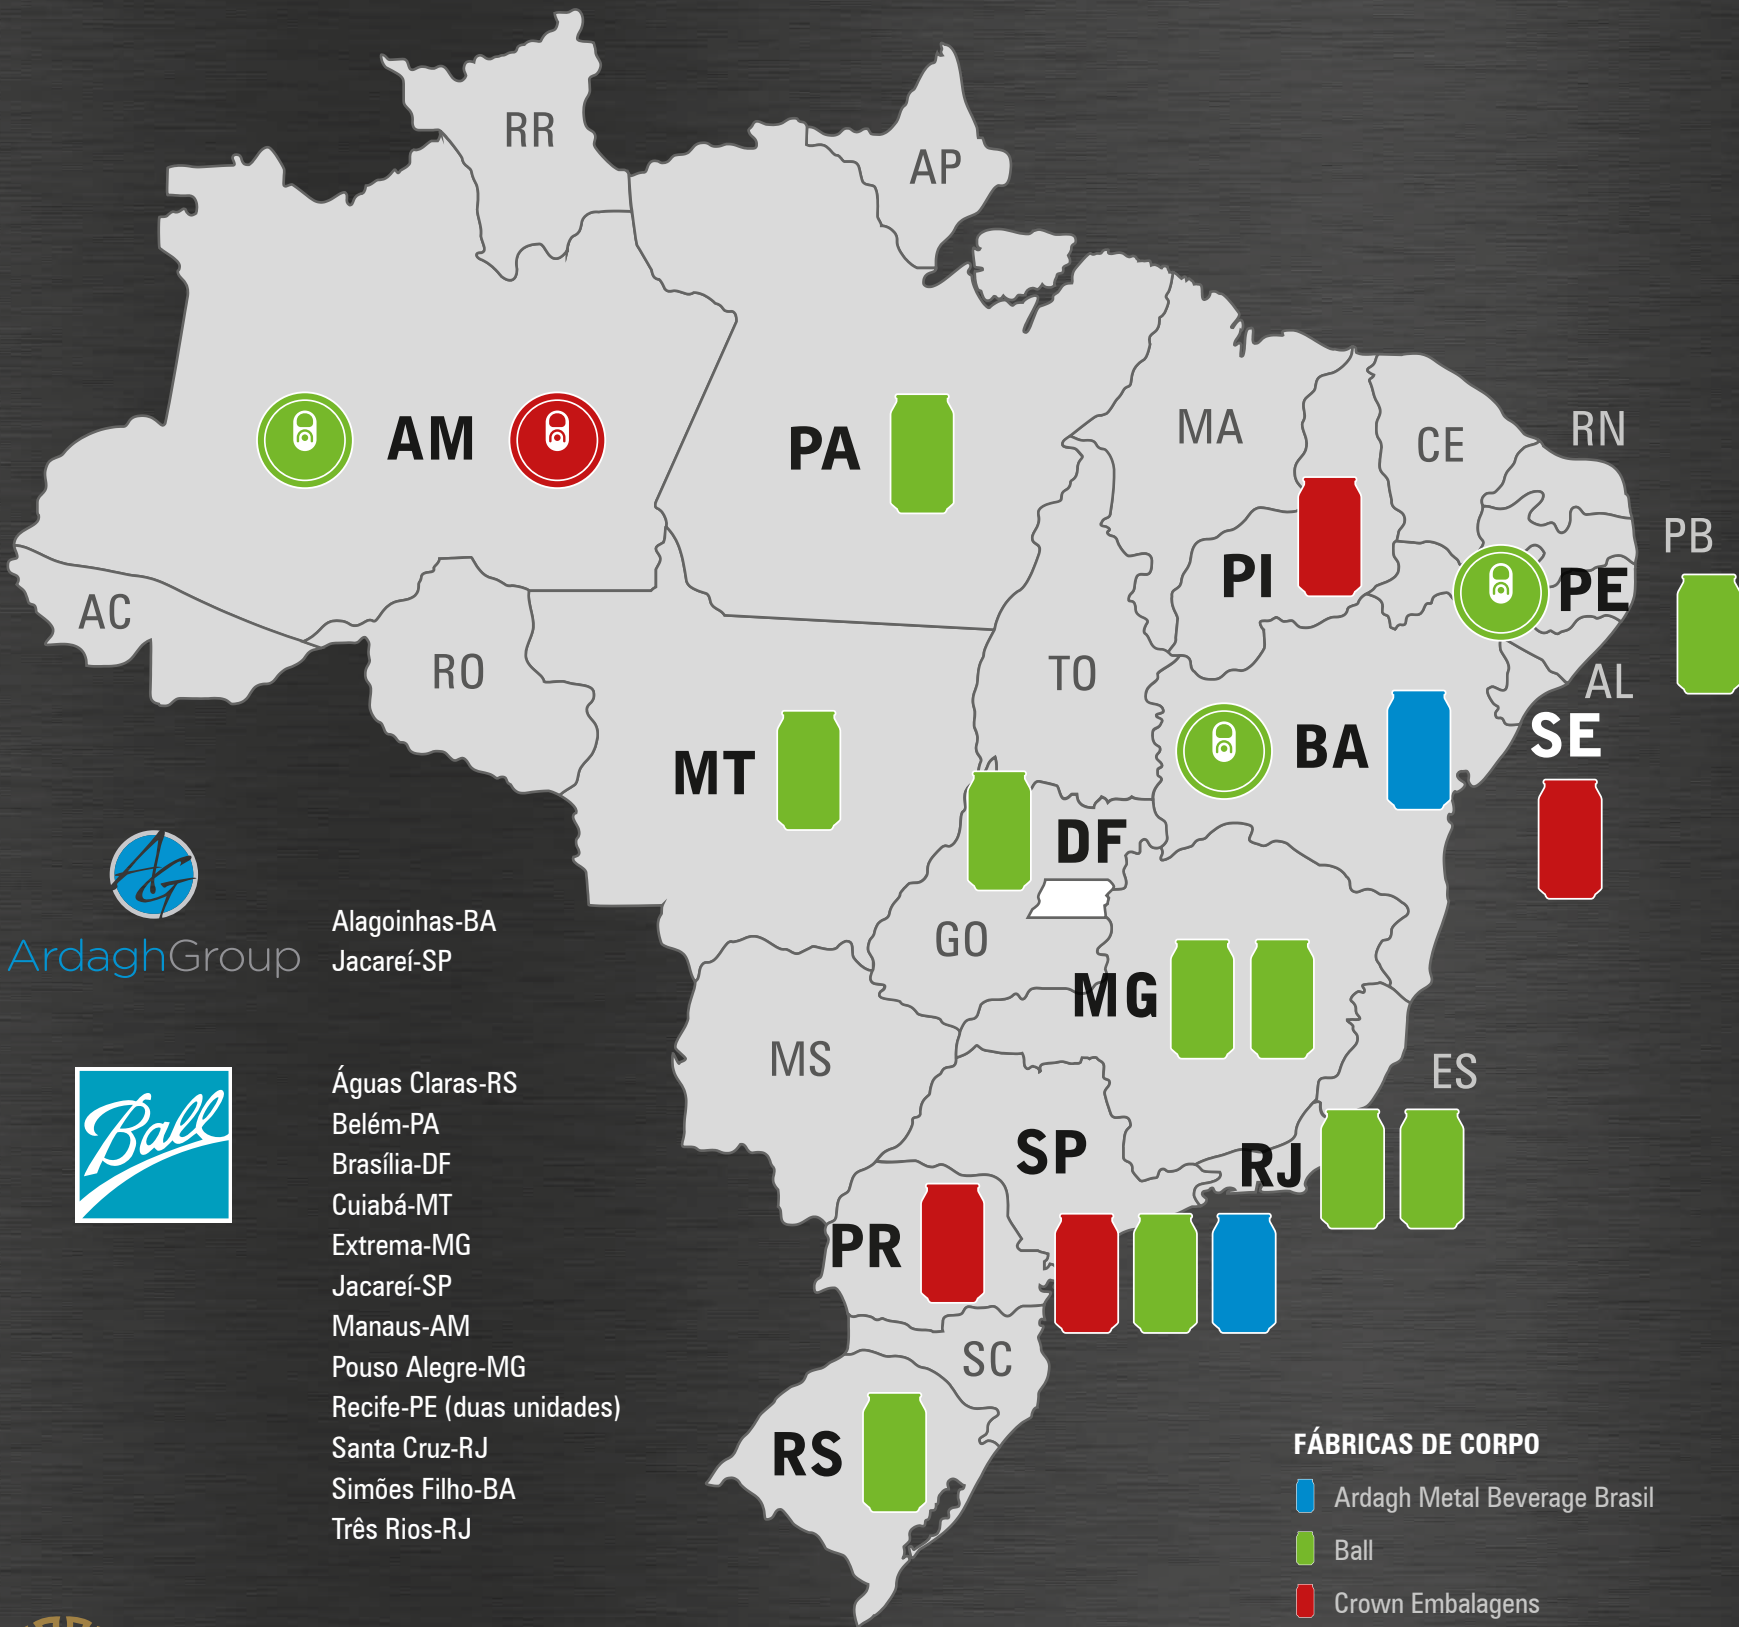 RR
AP
AM
PA
MA
CE
RN
PB
PI
PE
AC
RO
TO
AL
SE
BA
MT
DF
GO
MG
MS
ES
SP
RJ
PR
SC
RS
ArdaghGroup
Alagoinhas-BA
Jacareí-SP
Ball
Águas Claras-RS
Belém-PA
Brasília-DF
Cuiabá-MT
Extrema-MG
Jacareí-SP
Manaus-AM
Pouso Alegre-MG
Recife-PE (duas unidades)
Santa Cruz-RJ
Simões Filho-BA
Três Rios-RJ
FÁBRICAS DE CORPO
Ardagh Metal Beverage Brasil
Ball
Crown Embalagens